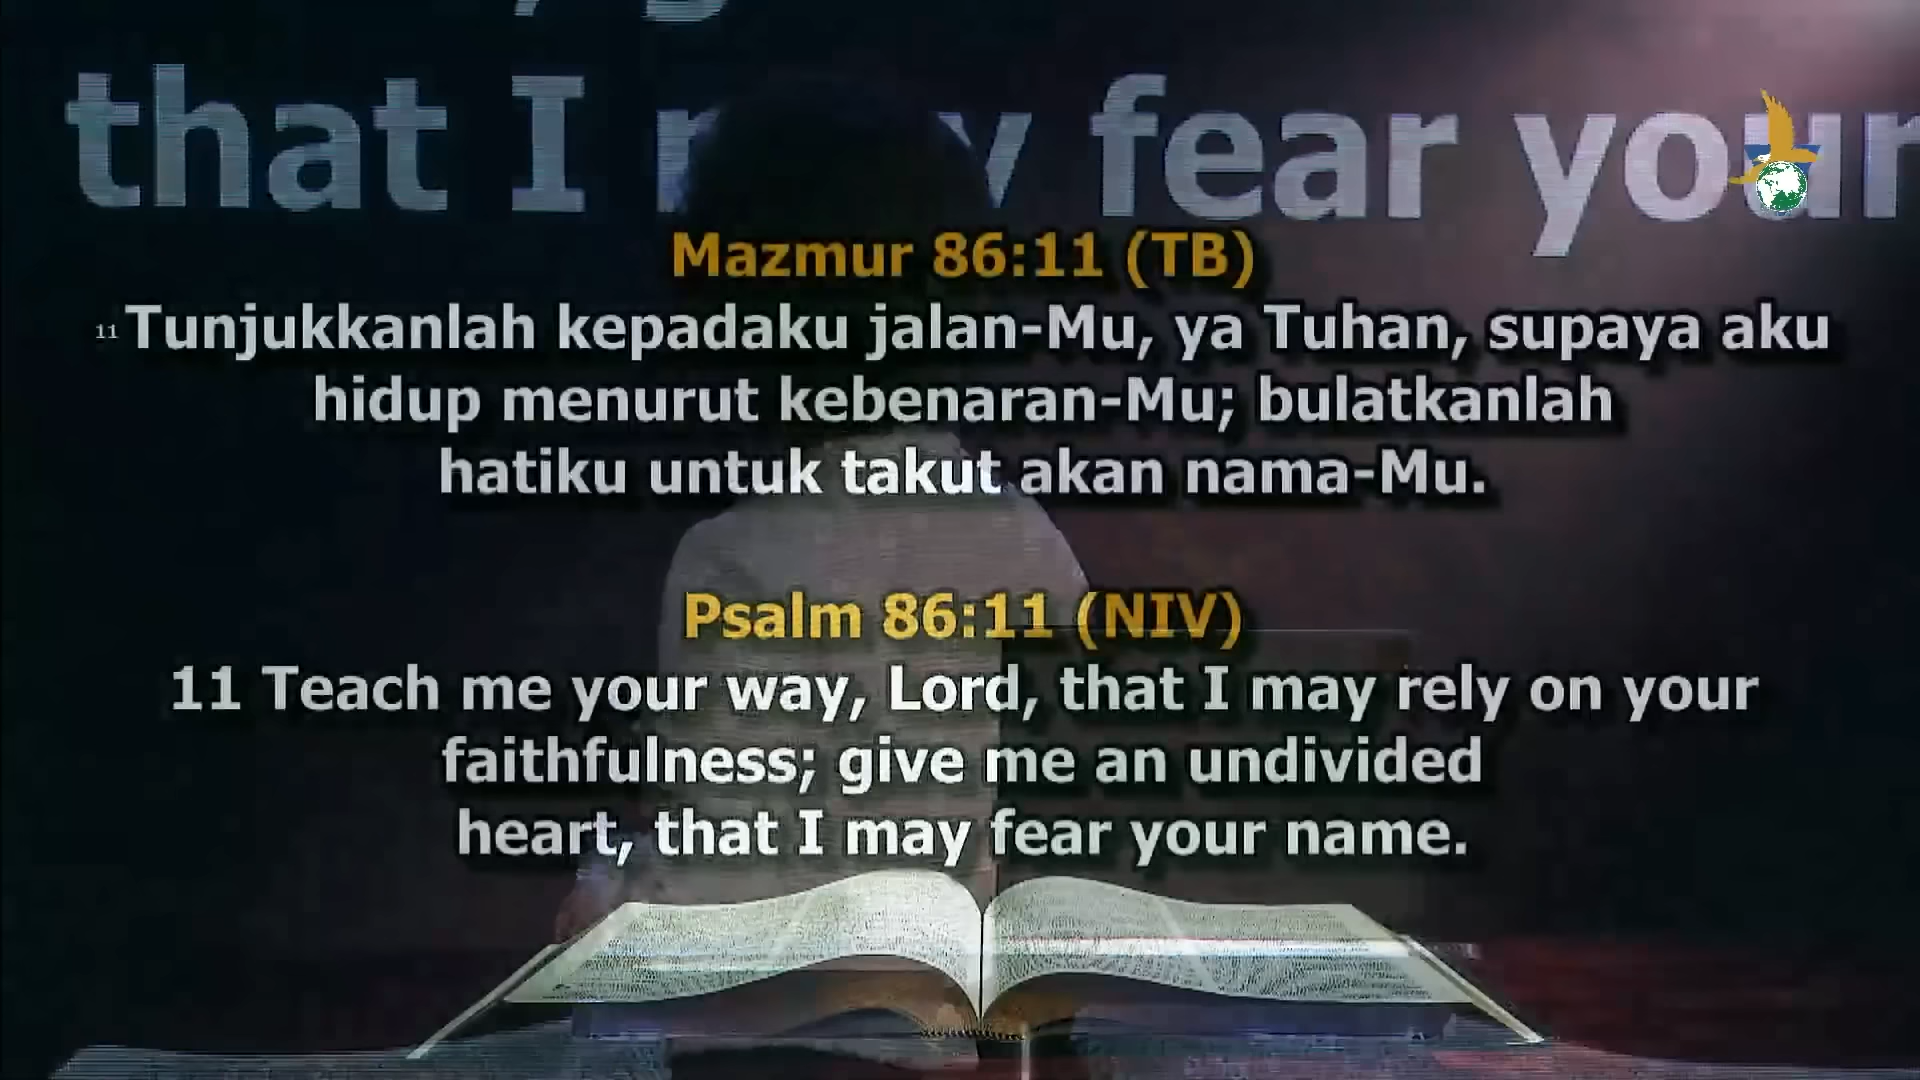 that I may fear your
Mazmur 86:11 (TB)
11 Tunjukkanlah kepadaku jalan-Mu, ya Tuhan, supaya aku
hidup menurut kebenaran-Mu; bulatkanlah
hatiku untuk takut akan nama-Mu.
Psalm 86:11 (NIV)
11 Teach me your way, Lord, that I may rely on your
faithfulness; give me an undivided
heart, that I may fear your name.